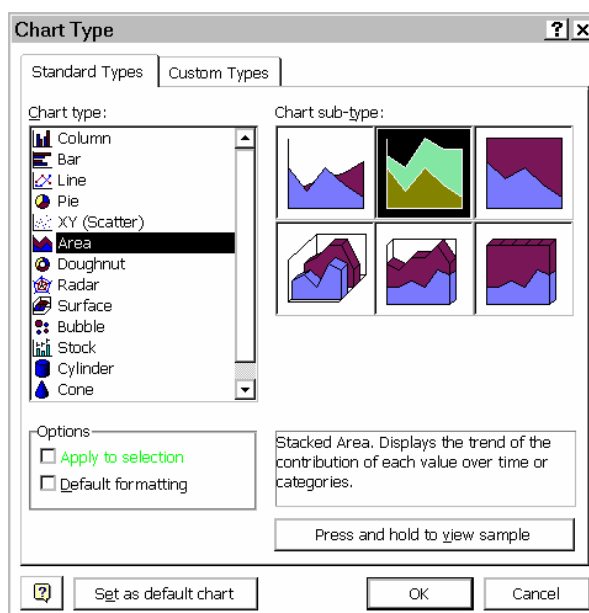 Chart Type
? X
Standard Types
Custom Types
Chart type:
Column
Bar
Line
Pie
XY (Scatter)
Area
Doughnut
Radar
Surface
Bubble
Stock
Cylinder
Cone
Chart sub-type:
Options
Apply to selection
Default formatting
Stacked Area. Displays the trend of the
contribution of each value over time or
categories.
Press and hold to view sample
?
Set as default chart
OK
Cancel